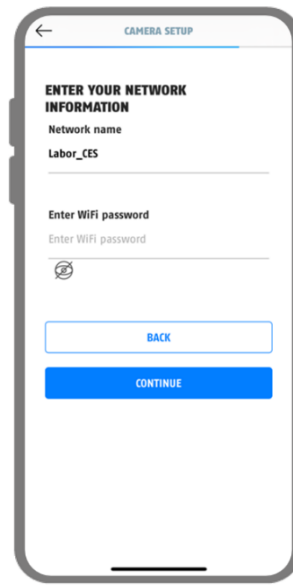 CAMERA SETUP
ENTER YOUR NETWORK
INFORMATION
Network name
Labor_CES
Enter WiFi password
Enter WiFi password
BACK
CONTINUE